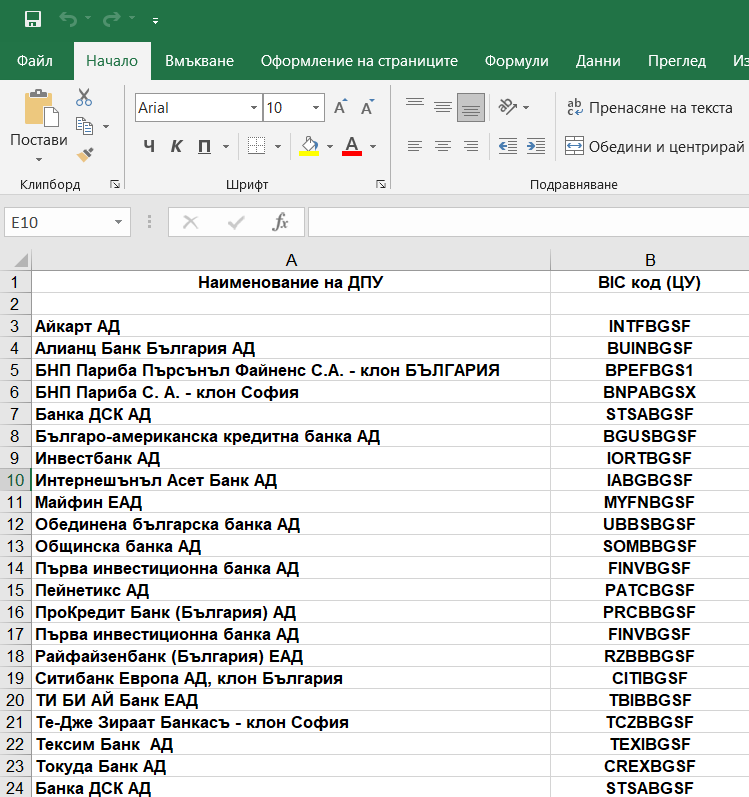 Файл Начало Вмъкване Оформление на страниците Формули Данни Преглед Из
Arial 10 А А ab c Пренасяне на текста
Постави Ч К П А Обедини и центрирай
Клипборд Шрифт Подравняване
E10 fx
A B
1 Наименование на ДПУ BIC код (ЦУ)
2
3 Айкарт АД INTFBGSF
4 Алианц Банк България АД BUINBGSF
5 БНП Париба Пърсънъл Файненс С.А. - клон БЪЛГАРИЯ BPEFBGS1
6 БНП Париба С. А. - клон София BNPABGSX
7 Банка ДСК АД STSABGSF
8 Българо-американска кредитна банка АД BGUSBGSF
9 Инвестбанк АД IORTBGSF
10 Интернешънъл Асет Банк АД IABGBGSF
11 Майфин ЕАД MYFNBGSF
12 Обединена българска банка АД UBBSBGSF
13 Общинска банка АД SOMBBGSF
14 Първа инвестиционна банка АД FINVBGSF
15 Пейнетикс АД PATCBGSF
16 ПроКредит Банк (България) АД PRCBBGSF
17 Първа инвестиционна банка АД FINVBGSF
18 Райфайзенбанк (България) ЕАД RZBBBGSF
19 Ситибанк Европа АД, клон България CITIBGSF
20 ТИ БИ АЙ Банк ЕАД TBIBBGSF
21 Те-Дже Зираат Банкасъ - клон София TCZBBGSF
22 Тексим Банк АД TEXIBGSF
23 Токуда Банк АД CREXBGSF
24 Банка ДСК АД STSABGSF